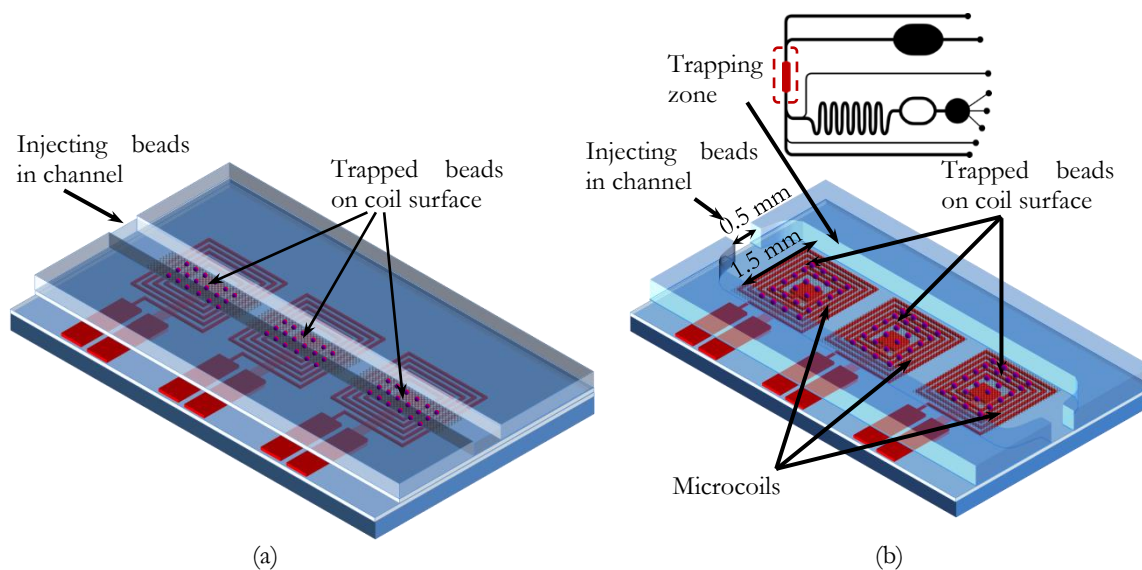 Injecting beads
in channel
Trapped beads
on coil surface
(a)
Trapping
zone
Injecting beads
in channel
0.5 mm
1.5 mm
Trapped beads
on coil surface
Microcoils
(b)